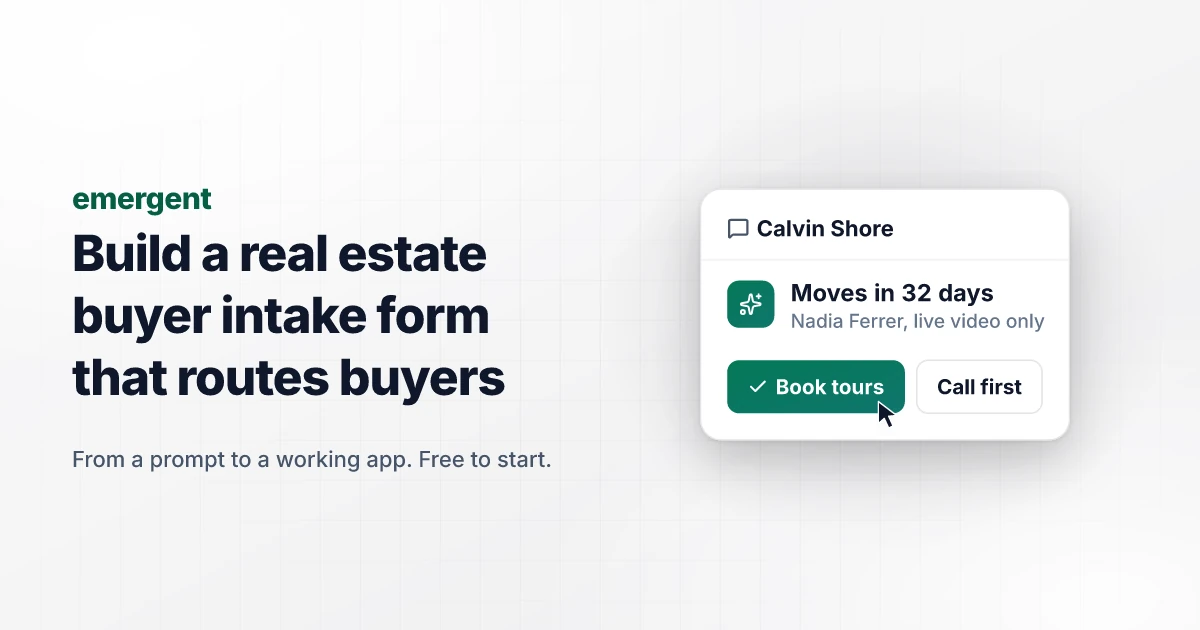 emergent
Build a real estate
buyer intake form
that routes buyers
From a prompt to a working app. Free to start.
Calvin Shore
Moves in 32 days
Nadia Ferrer, live video only
Book tours
Call first